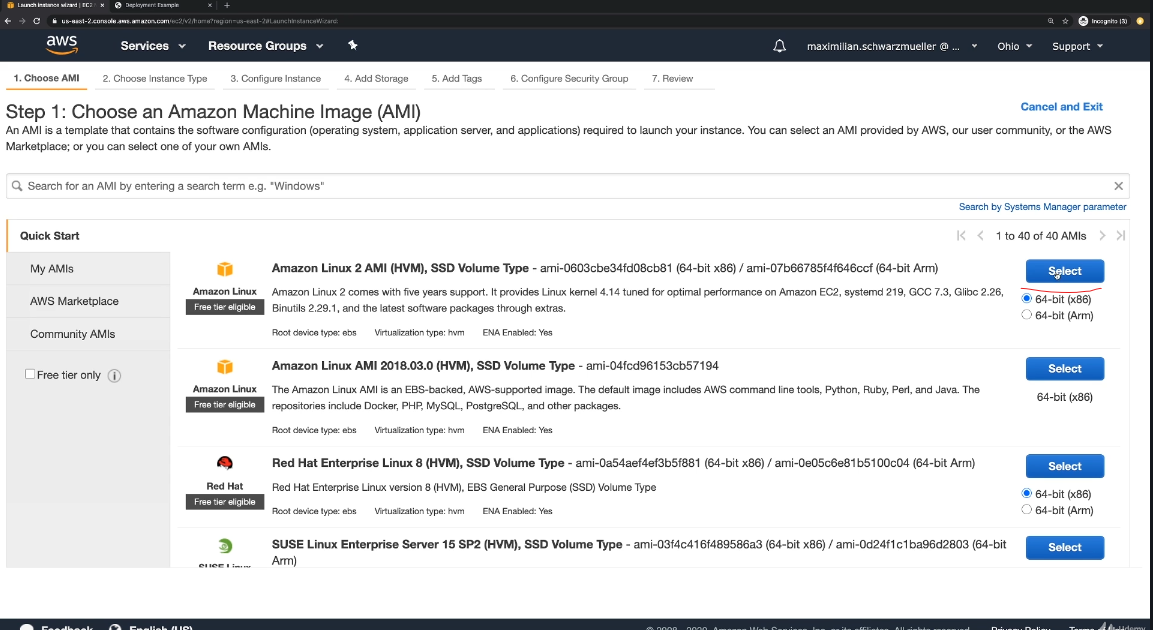 Launch instance wizard | EC2
Deployment Example
us-east-2.console.aws.amazon.com/ec2/v2/home?region=us-east-2#LaunchInstanceWizard:
Incognito (3)
aws
Services
Resource Groups
maximilian.schwarzmueller @ ...
Ohio
Support
1. Choose AMI
2. Choose Instance Type
3. Configure Instance
4. Add Storage
5. Add Tags
6. Configure Security Group
7. Review
Step 1: Choose an Amazon Machine Image (AMI)
Cancel and Exit
An AMI is a template that contains the software configuration (operating system, application server, and applications) required to launch your instance. You can select an AMI provided by AWS, our user community, or the AWS
Marketplace; or you can select one of your own AMIs.
Search for an AMI by entering a search term e.g. "Windows"
Search by Systems Manager parameter
Quick Start
1 to 40 of 40 AMIs
My AMIs
AWS Marketplace
Community AMIs
Free tier only
Amazon Linux
Free tier eligible
Amazon Linux 2 AMI (HVM), SSD Volume Type - ami-0603cbe34fd08cb81 (64-bit x86) / ami-07b66785f4f646ccf (64-bit Arm)
Amazon Linux 2 comes with five years support. It provides Linux kernel 4.14 tuned for optimal performance on Amazon EC2, systemd 219, GCC 7.3, Glibc 2.26,
Binutils 2.29.1, and the latest software packages through extras.
Root device type: ebs Virtualization type: hvm ENA Enabled: Yes
Select
64-bit (x86)
64-bit (Arm)
Amazon Linux
Free tier eligible
Amazon Linux AMI 2018.03.0 (HVM), SSD Volume Type - ami-04fcd96153cb57194
The Amazon Linux AMI is an EBS-backed, AWS-supported image. The default image includes AWS command line tools, Python, Ruby, Perl, and Java. The
repositories include Docker, PHP, MySQL, PostgreSQL, and other packages.
Root device type: ebs Virtualization type: hvm ENA Enabled: Yes
Select
64-bit (x86)
Red Hat
Free tier eligible
Red Hat Enterprise Linux 8 (HVM), SSD Volume Type - ami-0a54aef4ef3b5f881 (64-bit x86) / ami-0e05c6e81b5100c04 (64-bit Arm)
Red Hat Enterprise Linux version 8 (HVM), EBS General Purpose (SSD) Volume Type
Root device type: ebs Virtualization type: hvm ENA Enabled: Yes
Select
64-bit (x86)
64-bit (Arm)
SUSE Linux
SUSE Linux Enterprise Server 15 SP2 (HVM), SSD Volume Type - ami-03f4c416f489586a3 (64-bit x86) / ami-0d24f1c1ba96d2803 (64-bit
Arm)
Select
Feedback
English (US)
Privacy Policy
Udemy